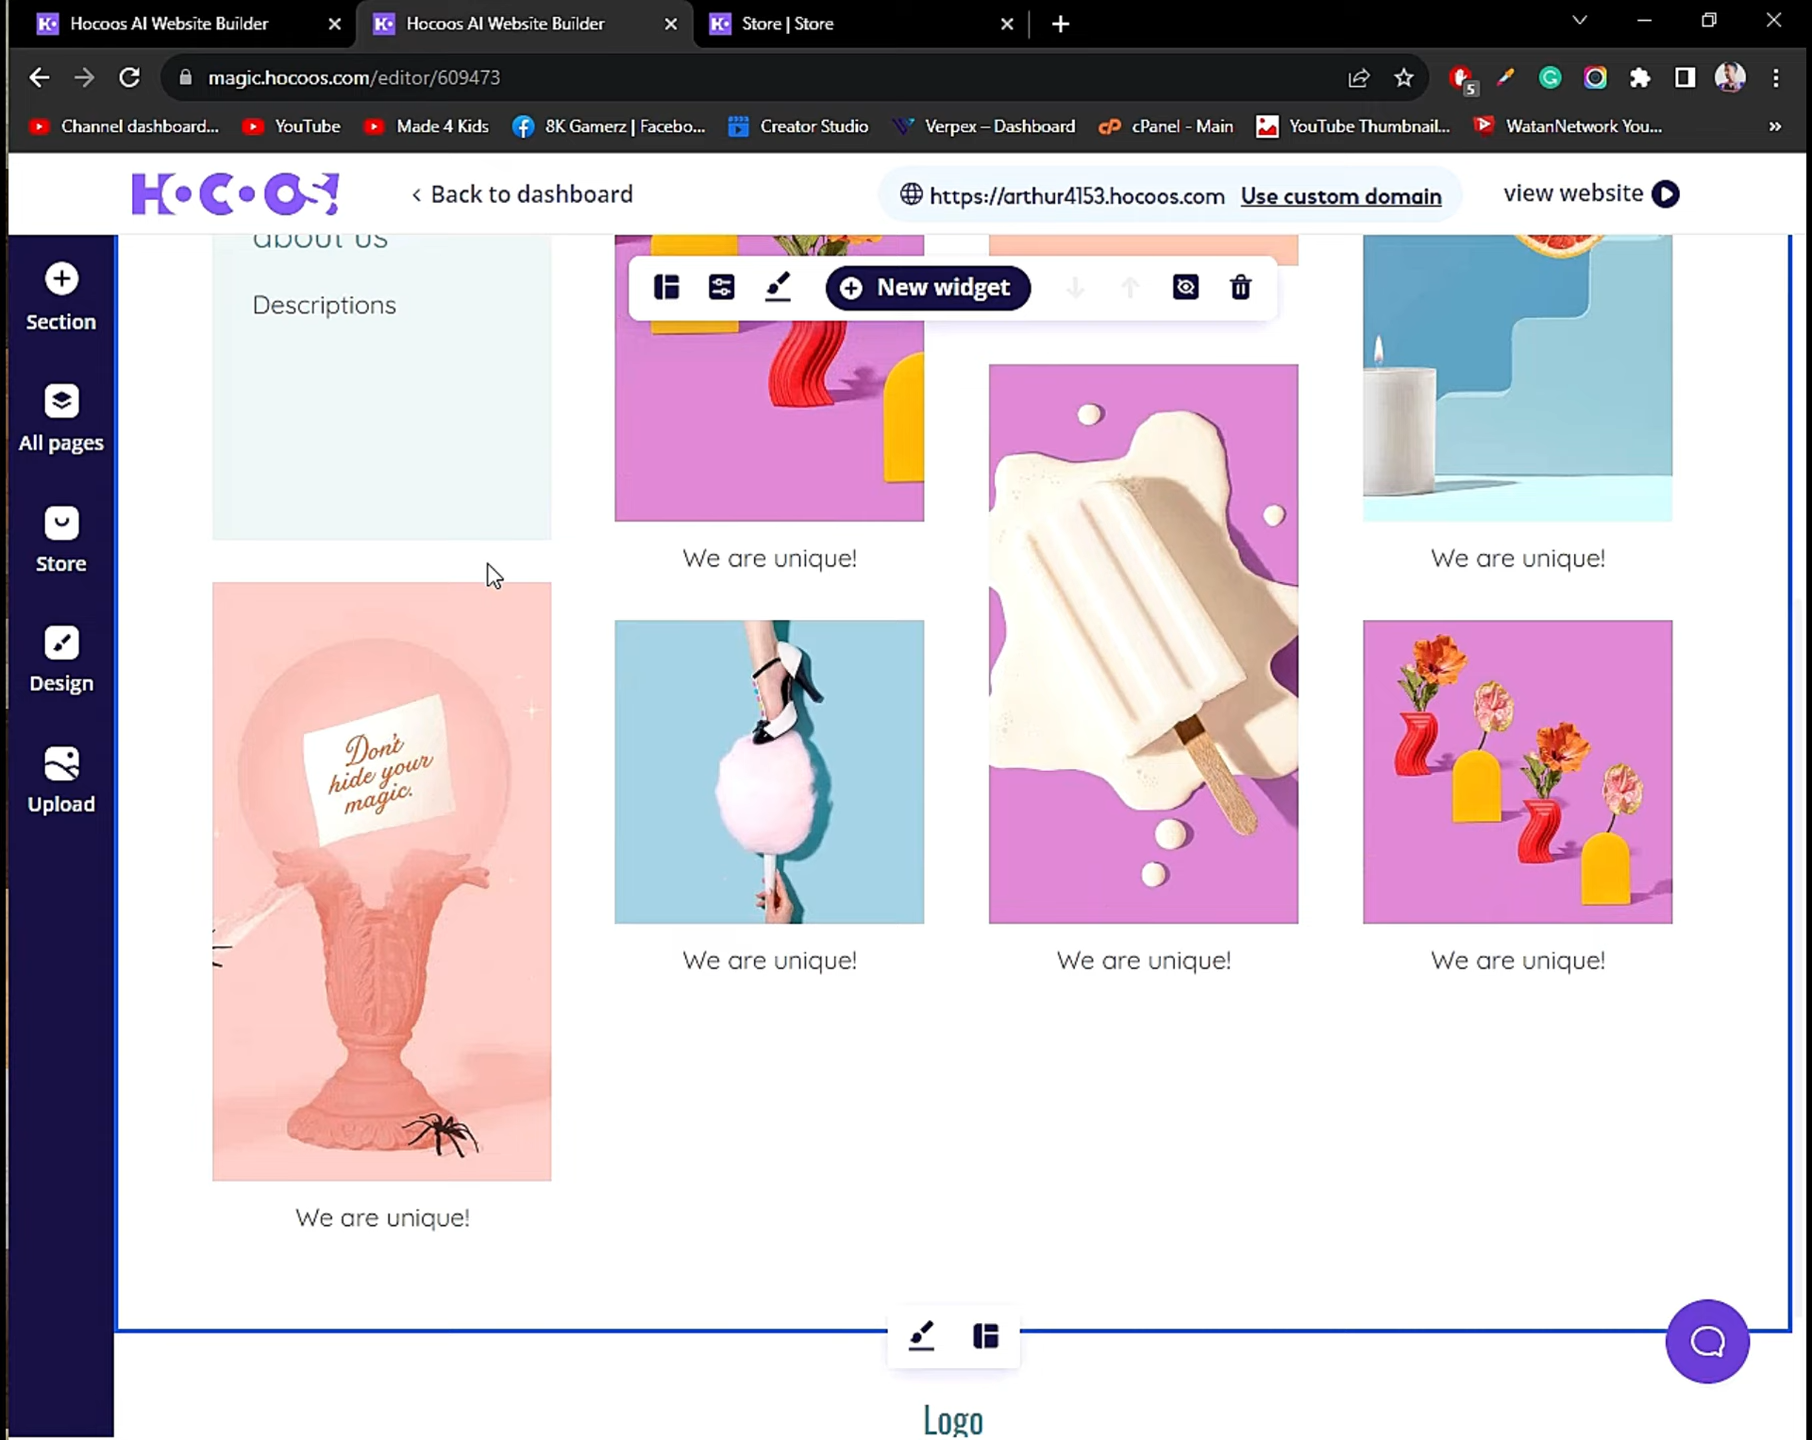 Hocoos AI Website Builder
Hocoos AI Website Builder
Store | Store
magic.hocoos.com/editor/609473
5
Channel dashboard...
YouTube
Made 4 Kids
8K Gamerz | Facebo...
Creator Studio
Verpex – Dashboard
cPanel - Main
YouTube Thumbnail...
WatanNetwork You...
HOCOOS
Back to dashboard
https://arthur4153.hocoos.com
Use custom domain
view website
Section
All pages
Store
Design
Upload
about us
Descriptions
New widget
We are unique!
We are unique!
Don't
hide your
magic.
We are unique!
We are unique!
We are unique!
We are unique!
Logo